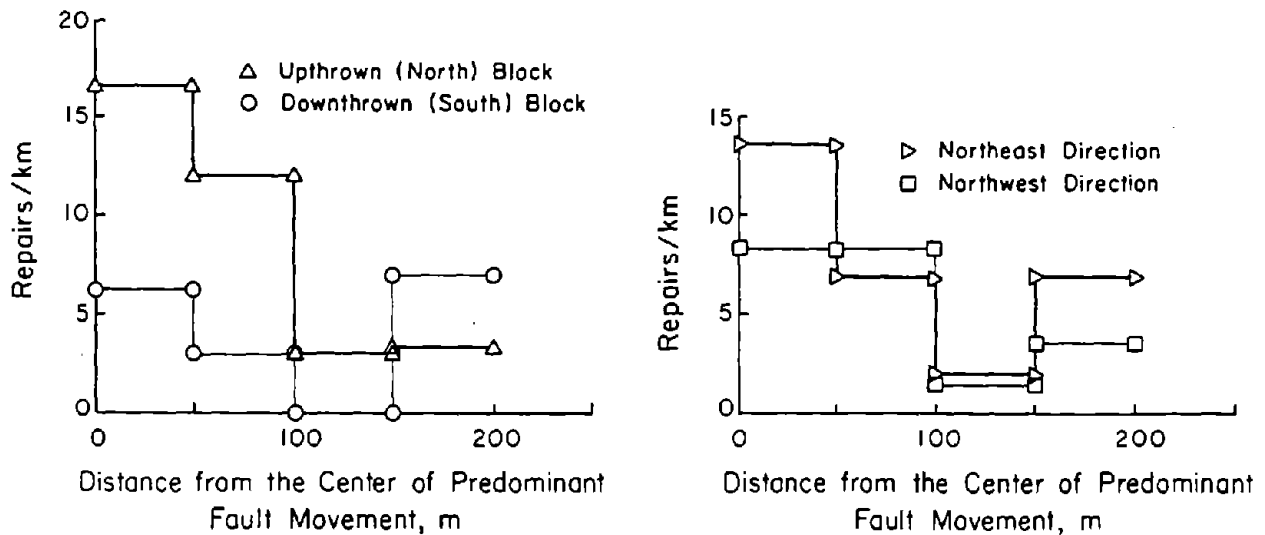 20
15
10
5
0
Repairs/km
△ Upthrown (North) Block
○ Downthrown (South) Block
0
100
200
Distance from the Center of Predominant
Fault Movement, m
15
10
5
0
Repairs/km
▷ Northeast Direction
□ Northwest Direction
0
100
200
Distance from the Center of Predominant
Fault Movement, m